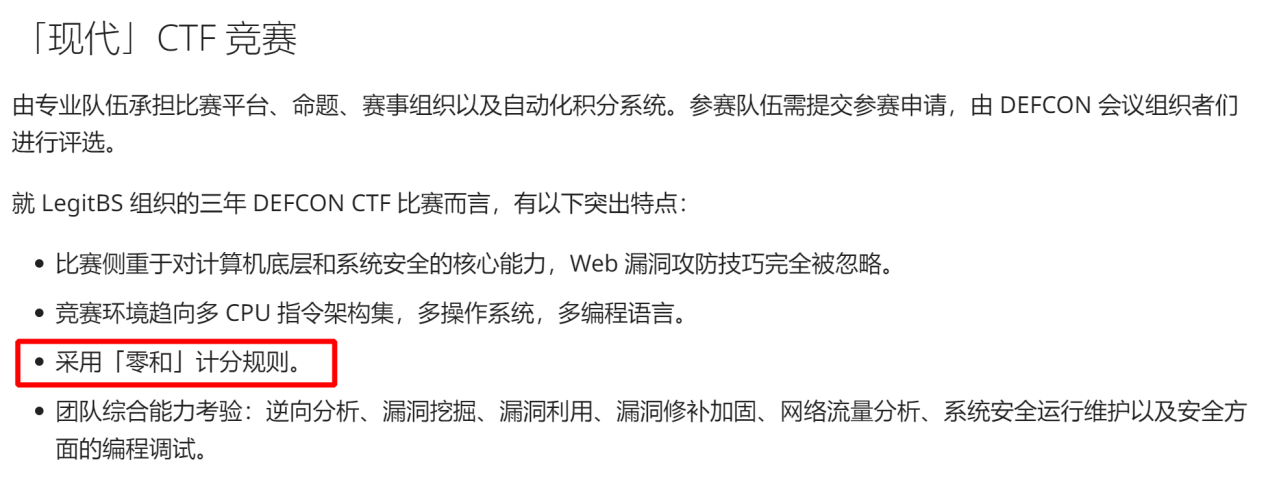 「现代」CTF 竞赛
由专业队伍承担比赛平台、命题、赛事组织以及自动化积分系统。参赛队伍需提交参赛申请，由 DEFCON 会议组织者们
进行评选。
就 LegitBS 组织的三年 DEFCON CTF 比赛而言，有以下突出特点：
• 比赛侧重于对计算机底层和系统安全的核心能力，Web 漏洞攻防技巧完全被忽略。
• 竞赛环境趋向多 CPU 指令架构集，多操作系统，多编程语言。
• 采用「零和」计分规则。
• 团队综合能力考验：逆向分析、漏洞挖掘、漏洞利用、漏洞修补加固、网络流量分析、系统安全运行维护以及安全方
面的编程调试。